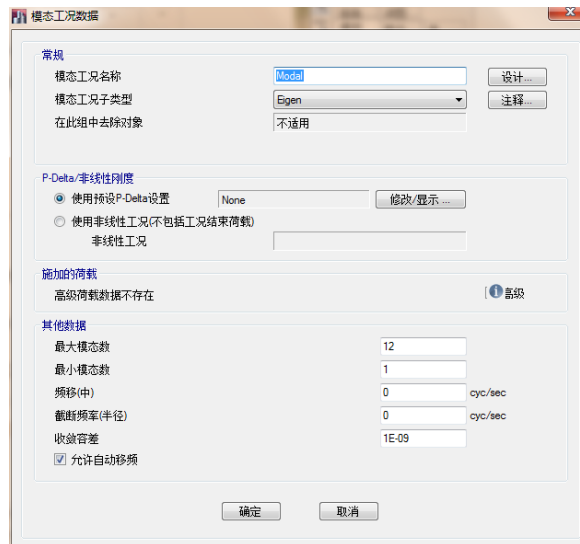 模态工况数据
常规
模态工况名称 Modal 设计...
模态工况子类型 Eigen 注释...
在此组中去除对象 不适用
P-Delta/非线性刚度
使用预设P-Delta设置 None 修改/显示 ...
使用非线性工况(不包括工况结束荷载)
非线性工况
施加的荷载
高级荷载数据不存在 高级
其他数据
最大模态数 12
最小模态数 1
频移(中) 0 cyc/sec
截断频率(半径) 0 cyc/sec
收敛容差 1E-09
允许自动移频
确定 取消